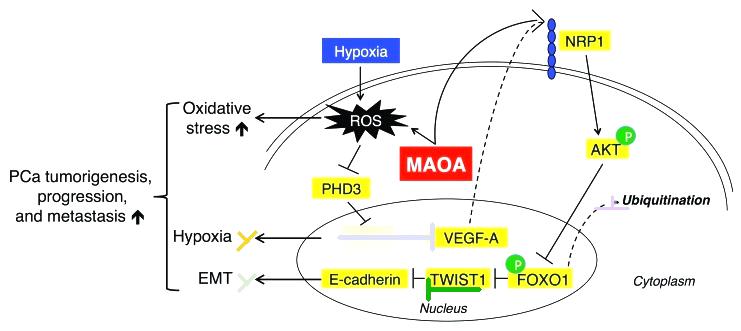 NRP1
Hypoxia
Oxidative
stress
ROS
MAOA
AKT
P
PCa tumorigenesis,
progression,
and metastasis
PHD3
Ubiquitination
Hypoxia
VEGF-A
P
EMT
E-cadherin
TWIST1
FOXO1
Cytoplasm
Nucleus